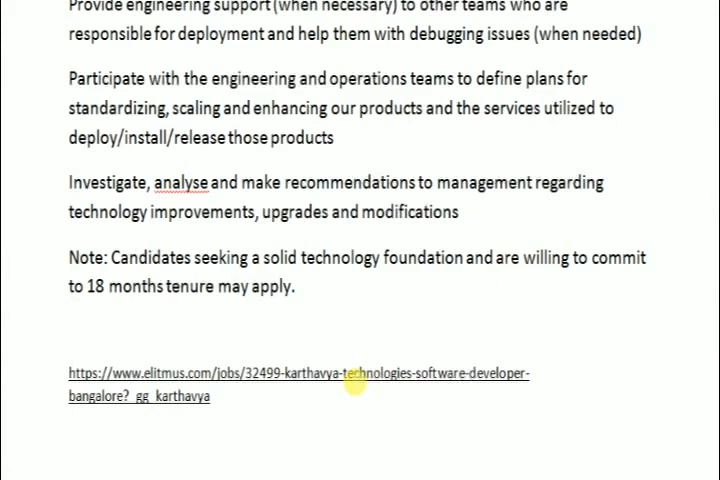 Provide engineering support (when necessary) to other teams who are
responsible for deployment and help them with debugging issues (when needed)
Participate with the engineering and operations teams to define plans for
standardizing, scaling and enhancing our products and the services utilized to
deploy/install/release those products
Investigate, analyse and make recommendations to management regarding
technology improvements, upgrades and modifications
Note: Candidates seeking a solid technology foundation and are willing to commit
to 18 months tenure may apply.
https://www.elitmus.com/jobs/32499-karthavya-technologies-software-developer-
bangalore?_gg_karthavya